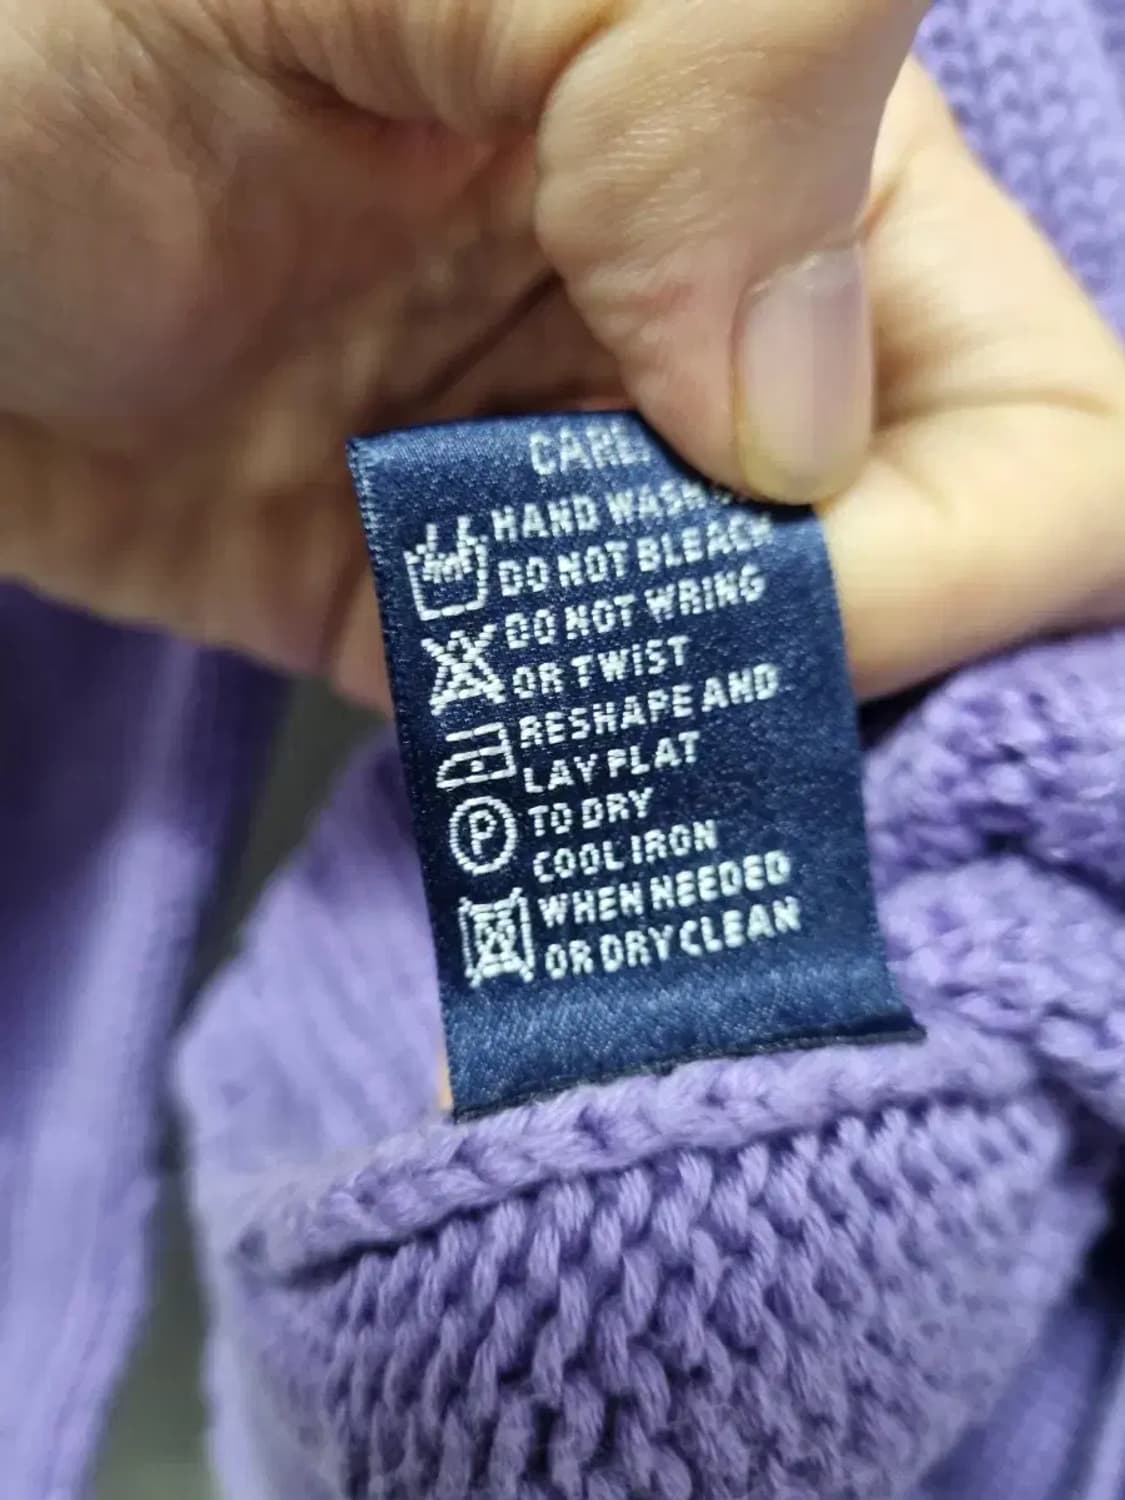 CARE
HAND WASH
DO NOT BLEACH
DO NOT WRING
OR TWIST
RESHAPE AND
LAY FLAT
TO DRY
COOL IRON
WHEN NEEDED
OR DRY CLEAN
P